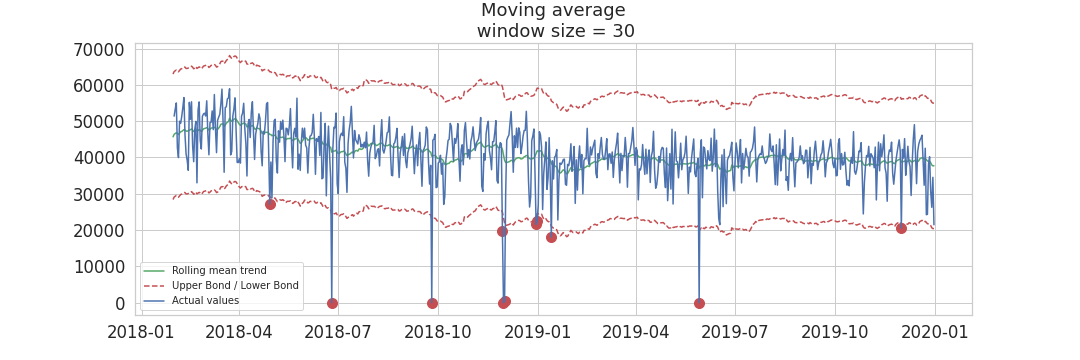 Moving average
window size = 30
70000
60000
50000
40000
30000
20000
10000
0
Rolling mean trend
Upper Bond / Lower Bond
Actual values
2018-01 2018-04 2018-07 2018-10 2019-01 2019-04 2019-07 2019-10 2020-01